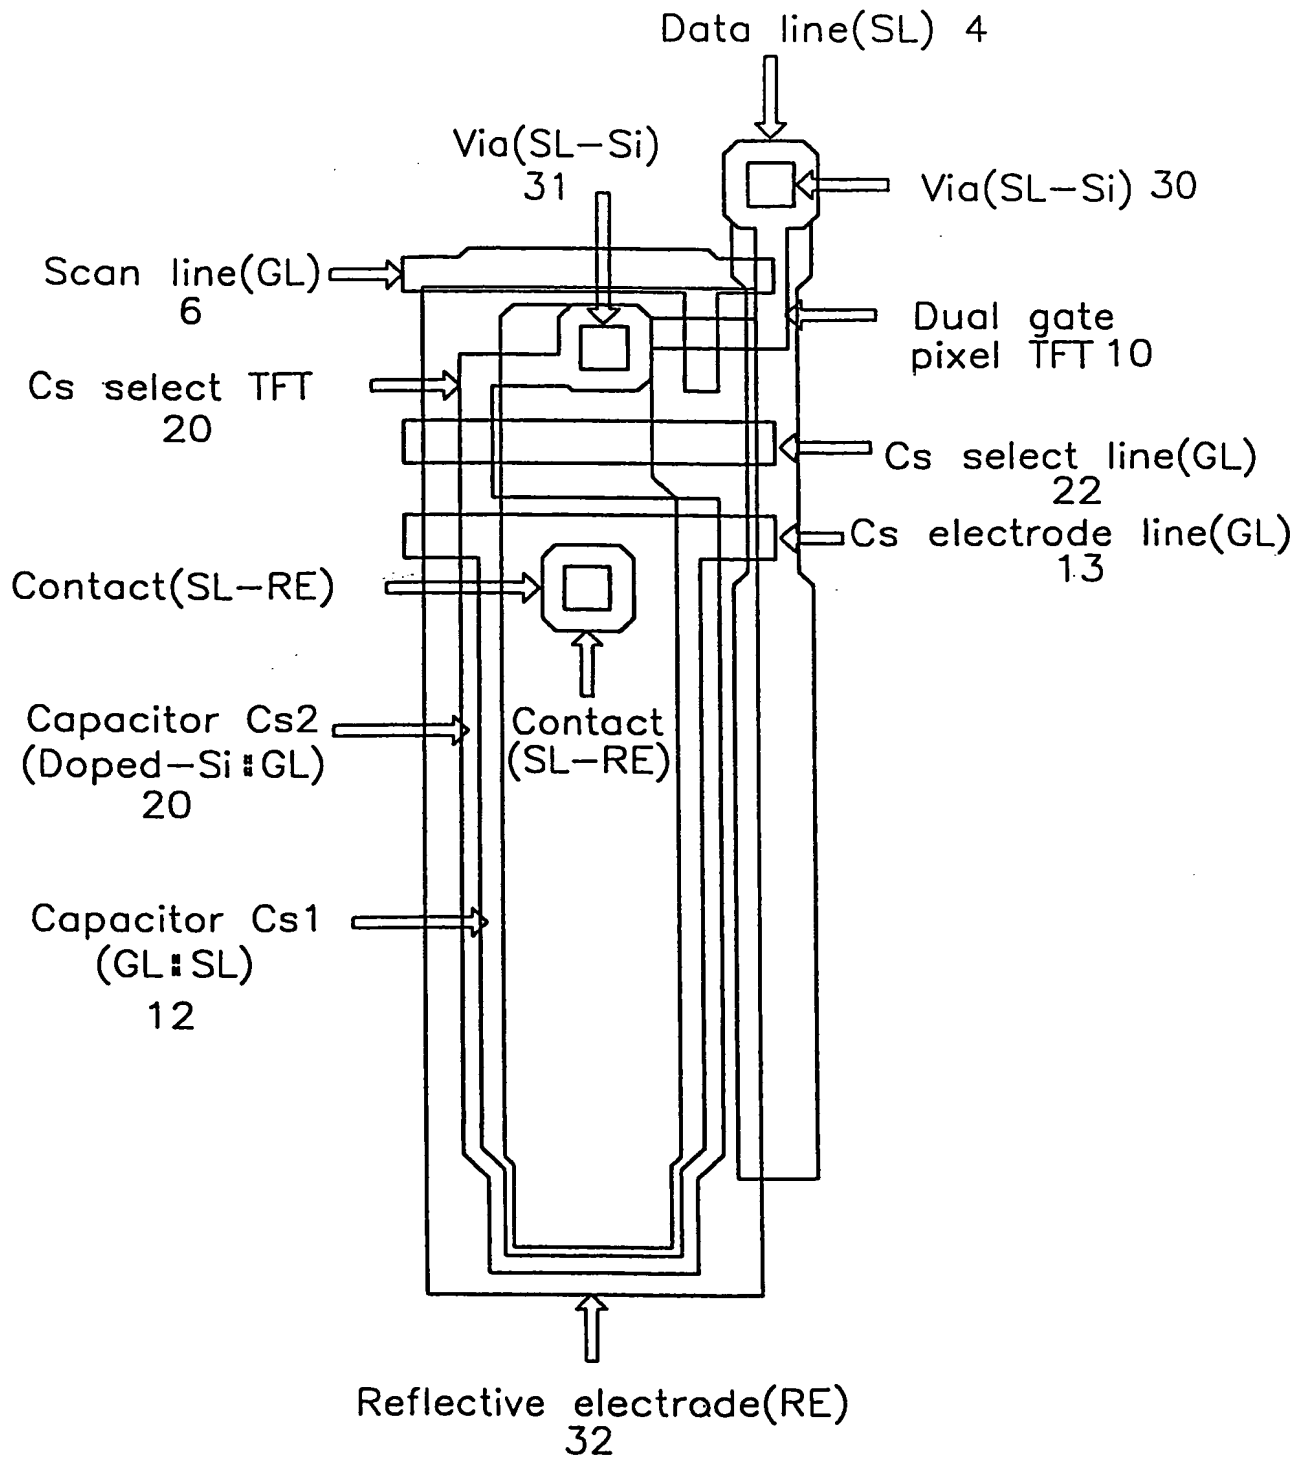 Data line(SL) 4
Via(SL-Si)
31
Via(SL-Si) 30
Scan line(GL)
6
Dual gate
pixel TFT 10
Cs select TFT
20
Cs select line(GL)
22
Cs electrode line(GL)
13
Contact(SL-RE)
Capacitor Cs2
(Doped-Si::GL)
20
Contact
(SL-RE)
Capacitor Cs1
(GL::SL)
12
Reflective electrode(RE)
32